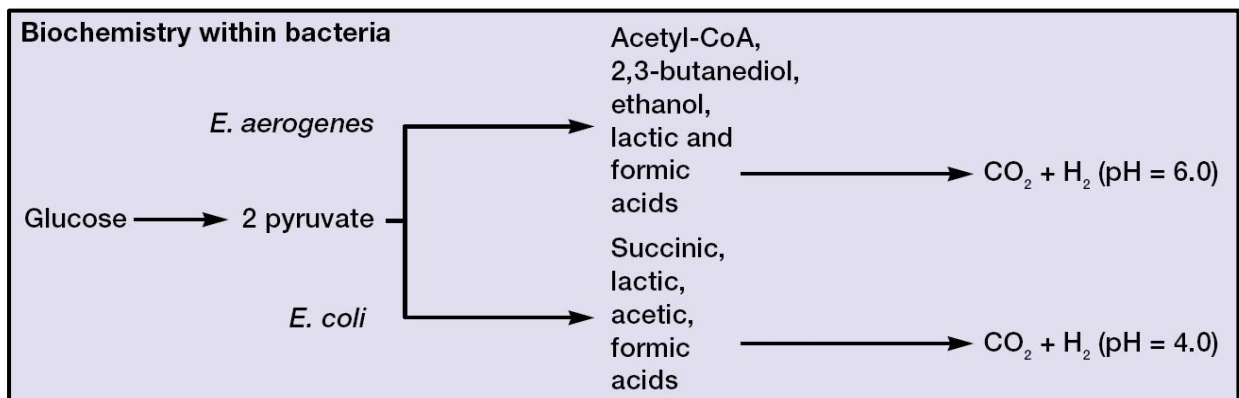 Biochemistry within bacteria
E. aerogenes
Acetyl-CoA,
2,3-butanediol,
ethanol,
lactic and
formic
acids
CO₂ + H₂ (pH = 6.0)
Glucose
2 pyruvate
E. coli
Succinic,
lactic,
acetic,
formic
acids
CO₂ + H₂ (pH = 4.0)